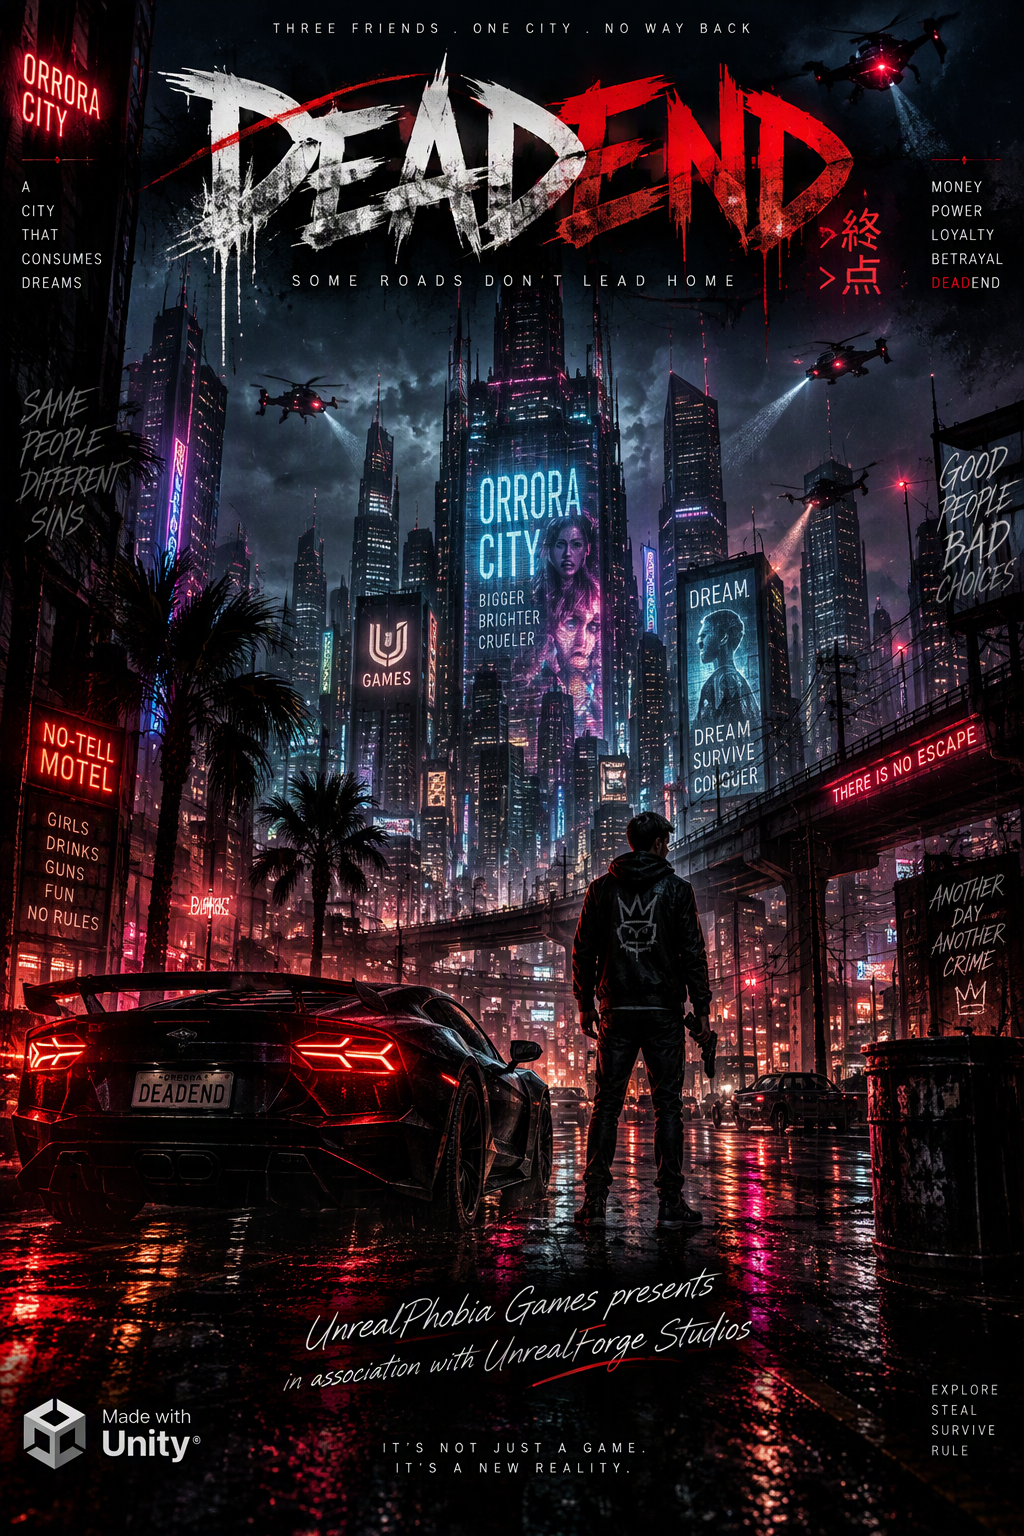 THREE FRIENDS . ONE CITY . NO WAY BACK
ORRORA
CITY
DEADEND
>終
>点
SOME ROADS DON'T LEAD HOME
A
CITY
THAT
CONSUMES
DREAMS
MONEY
POWER
LOYALTY
BETRAYAL
DEADEND
SAME
PEOPLE
DIFFERENT
SINS
GOOD
PEOPLE
BAD
CHOICES
ORRORA
CITY
BIGGER
BRIGHTER
CRUELER
GAMES
DREAM
DREAM
SURVIVE
CONQUER
NO-TELL
MOTEL
GIRLS
DRINKS
GUNS
FUN
NO RULES
THERE IS NO ESCAPE
ANOTHER
DAY
ANOTHER
CRIME
DEADEND
UnrealPhobia Games presents
in association with UnrealForge Studios
Made with
Unity®
IT'S NOT JUST A GAME.
IT'S A NEW REALITY.
EXPLORE
STEAL
SURVIVE
RULE